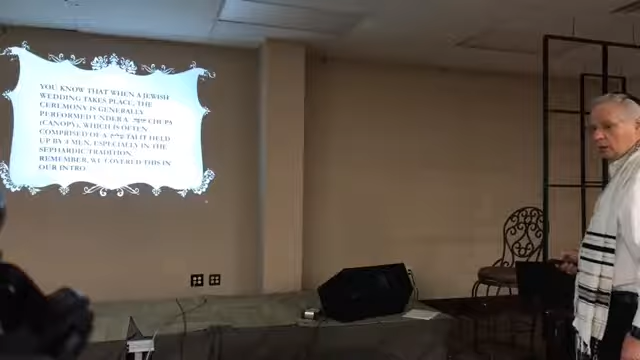 YOU KNOW THAT WHEN A JEWISH
WEDDING TAKES PLACE, THE
CEREMONY IS GENERALLY
PERFORMED UNDER A CHUPA
(CANOPY), WHICH IS OFTEN
COMPRISED OF A טלית TALIT HELD
UP BY 4 MEN, ESPECIALLY IN THE
SEPHARDIC TRADITION.
REMEMBER, WE COVERED THIS IN
OUR INTRO.